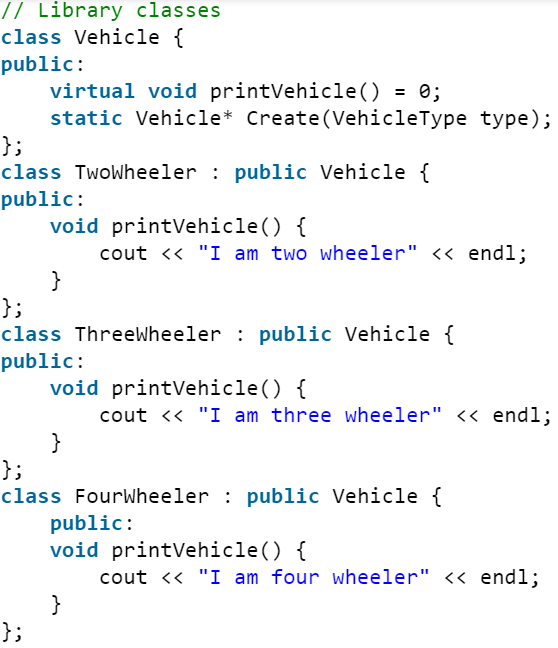 // Library classes
class Vehicle {
public:
    virtual void printVehicle() = 0;
    static Vehicle* Create(VehicleType type);
};
class TwoWheeler : public Vehicle {
public:
    void printVehicle() {
        cout << "I am two wheeler" << endl;
    }
};
class ThreeWheeler : public Vehicle {
public:
    void printVehicle() {
        cout << "I am three wheeler" << endl;
    }
};
class FourWheeler : public Vehicle {
    public:
    void printVehicle() {
        cout << "I am four wheeler" << endl;
    }
};